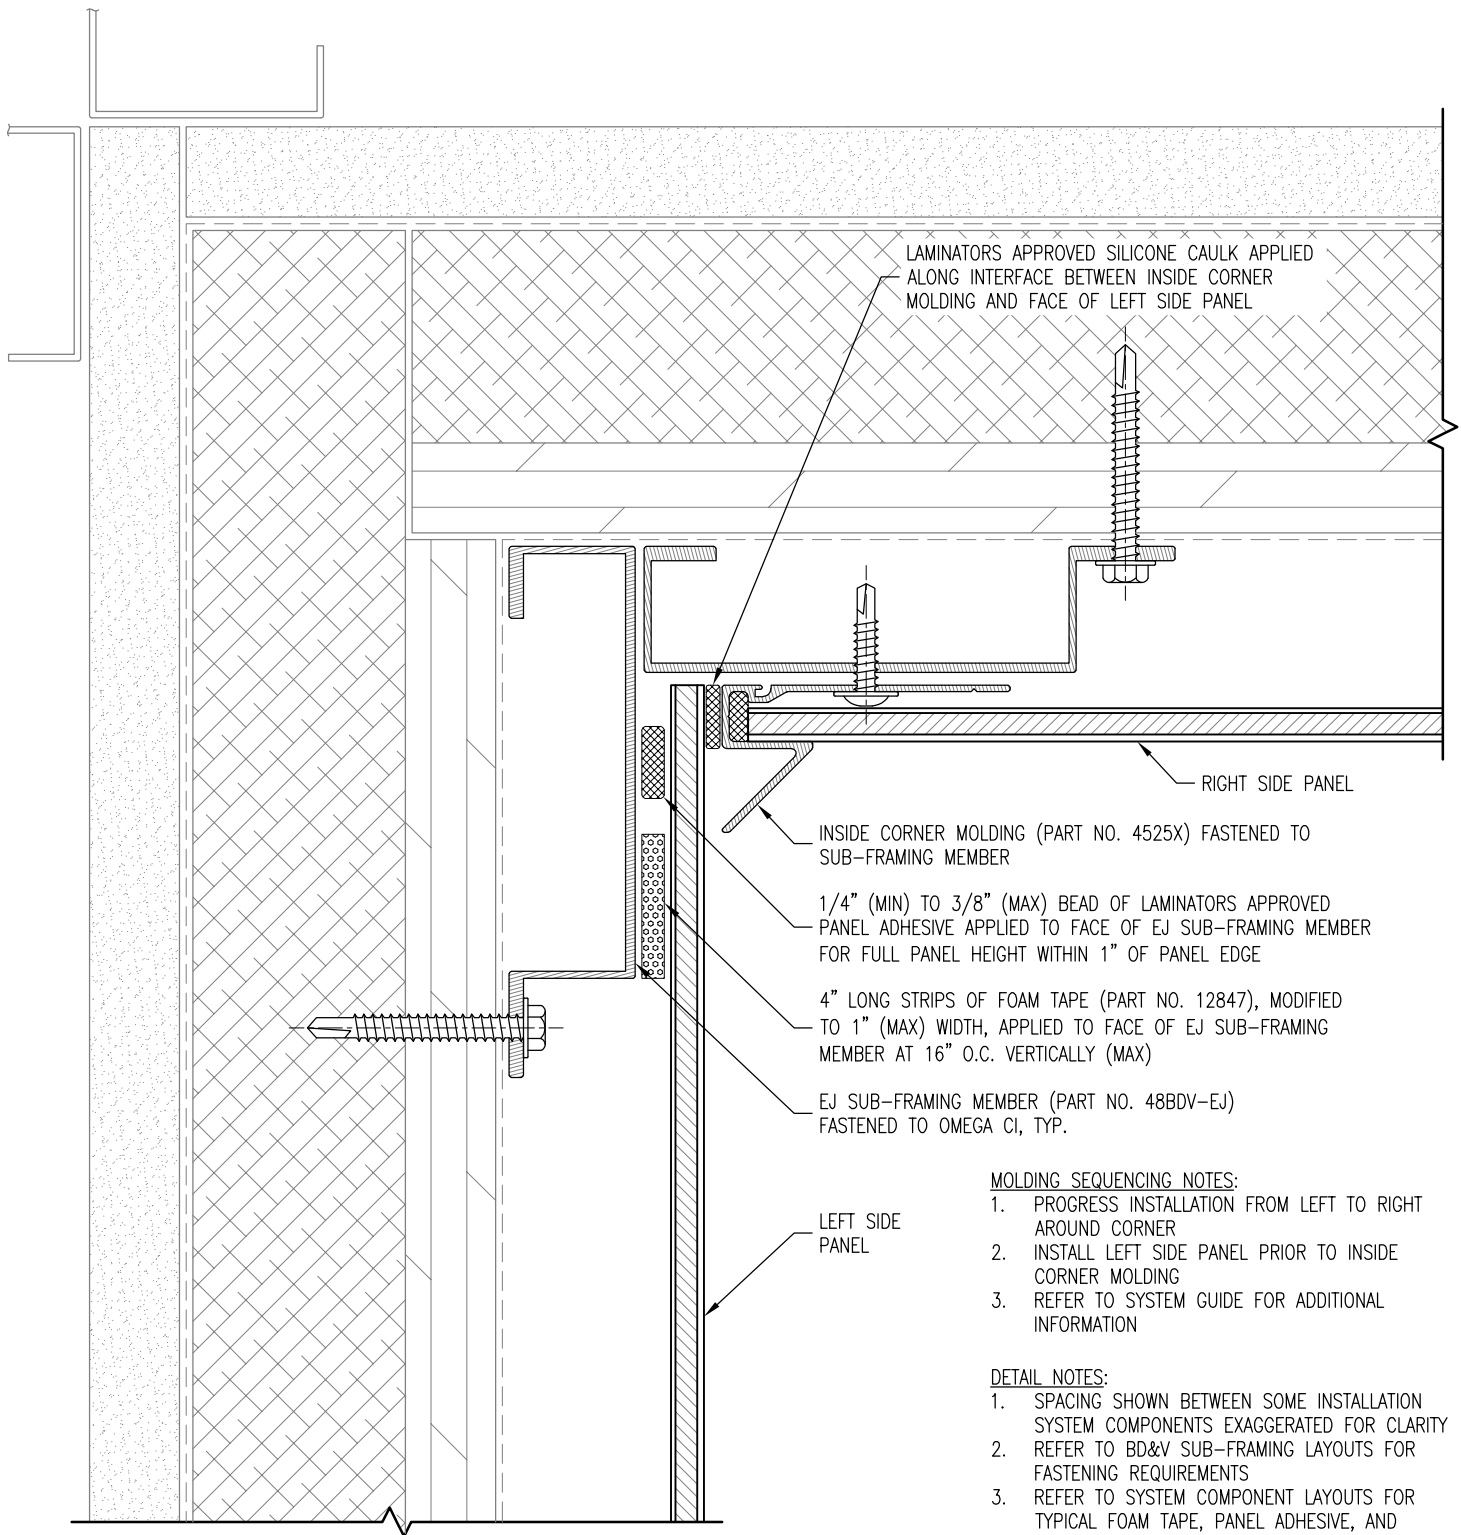 LAMINATORS APPROVED SILICONE CAULK APPLIED
ALONG INTERFACE BETWEEN INSIDE CORNER
MOLDING AND FACE OF LEFT SIDE PANEL
RIGHT SIDE PANEL
INSIDE CORNER MOLDING (PART NO. 4525X) FASTENED TO
SUB-FRAMING MEMBER
1/4" (MIN) TO 3/8" (MAX) BEAD OF LAMINATORS APPROVED
PANEL ADHESIVE APPLIED TO FACE OF EJ SUB-FRAMING MEMBER
FOR FULL PANEL HEIGHT WITHIN 1" OF PANEL EDGE
4" LONG STRIPS OF FOAM TAPE (PART NO. 12847), MODIFIED
TO 1" (MAX) WIDTH, APPLIED TO FACE OF EJ SUB-FRAMING
MEMBER AT 16" O.C. VERTICALLY (MAX)
EJ SUB-FRAMING MEMBER (PART NO. 48BDV-EJ)
FASTENED TO OMEGA CI, TYP.
LEFT SIDE
PANEL
MOLDING SEQUENCING NOTES:
1. PROGRESS INSTALLATION FROM LEFT TO RIGHT
AROUND CORNER
2. INSTALL LEFT SIDE PANEL PRIOR TO INSIDE
CORNER MOLDING
3. REFER TO SYSTEM GUIDE FOR ADDITIONAL
INFORMATION
DETAIL NOTES:
1. SPACING SHOWN BETWEEN SOME INSTALLATION
SYSTEM COMPONENTS EXAGGERATED FOR CLARITY
2. REFER TO BD&V SUB-FRAMING LAYOUTS FOR
FASTENING REQUIREMENTS
3. REFER TO SYSTEM COMPONENT LAYOUTS FOR
TYPICAL FOAM TAPE, PANEL ADHESIVE, AND